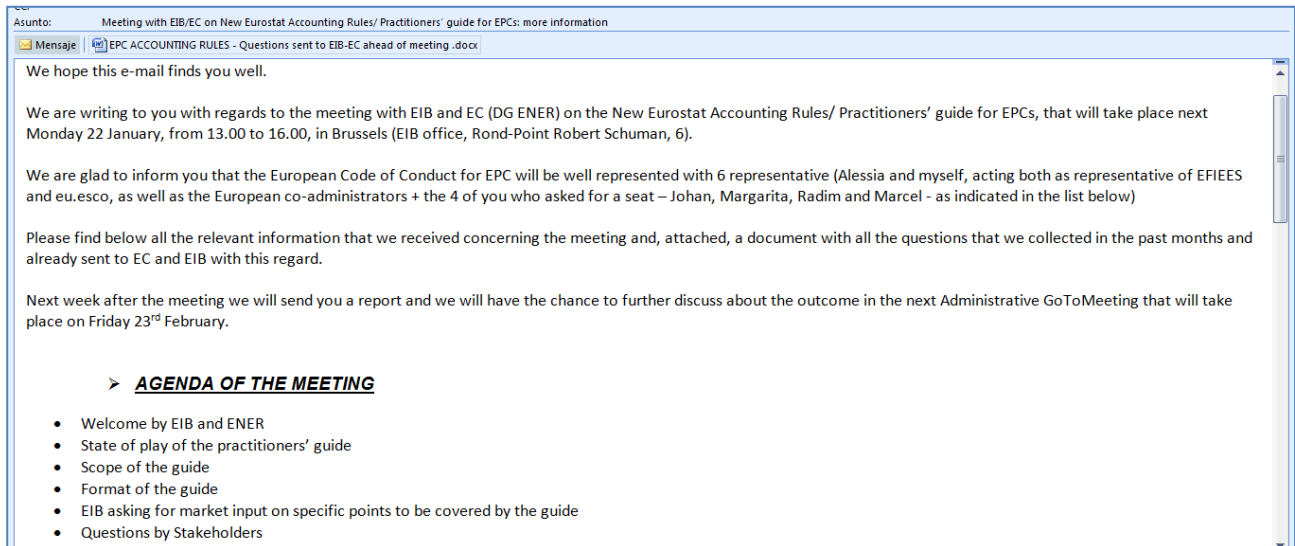 Asunto: Meeting with EIB/EC on New Eurostat Accounting Rules/ Practitioners' guide for EPCs: more information
Mensaje EPC ACCOUNTING RULES - Questions sent to EIB-EC ahead of meeting .docx
We hope this e-mail finds you well.
We are writing to you with regards to the meeting with EIB and EC (DG ENER) on the New Eurostat Accounting Rules/ Practitioners' guide for EPCs, that will take place next
Monday 22 January, from 13.00 to 16.00, in Brussels (EIB office, Rond-Point Robert Schuman, 6).
We are glad to inform you that the European Code of Conduct for EPC will be well represented with 6 representative (Alessia and myself, acting both as representative of EFIEES
and eu.esco, as well as the European co-administrators + the 4 of you who asked for a seat – Johan, Margarita, Radim and Marcel - as indicated in the list below)
Please find below all the relevant information that we received concerning the meeting and, attached, a document with all the questions that we collected in the past months and
already sent to EC and EIB with this regard.
Next week after the meeting we will send you a report and we will have the chance to further discuss about the outcome in the next Administrative GoToMeeting that will take
place on Friday 23rd February.
➢ AGENDA OF THE MEETING
• Welcome by EIB and ENER
• State of play of the practitioners' guide
• Scope of the guide
• Format of the guide
• EIB asking for market input on specific points to be covered by the guide
• Questions by Stakeholders